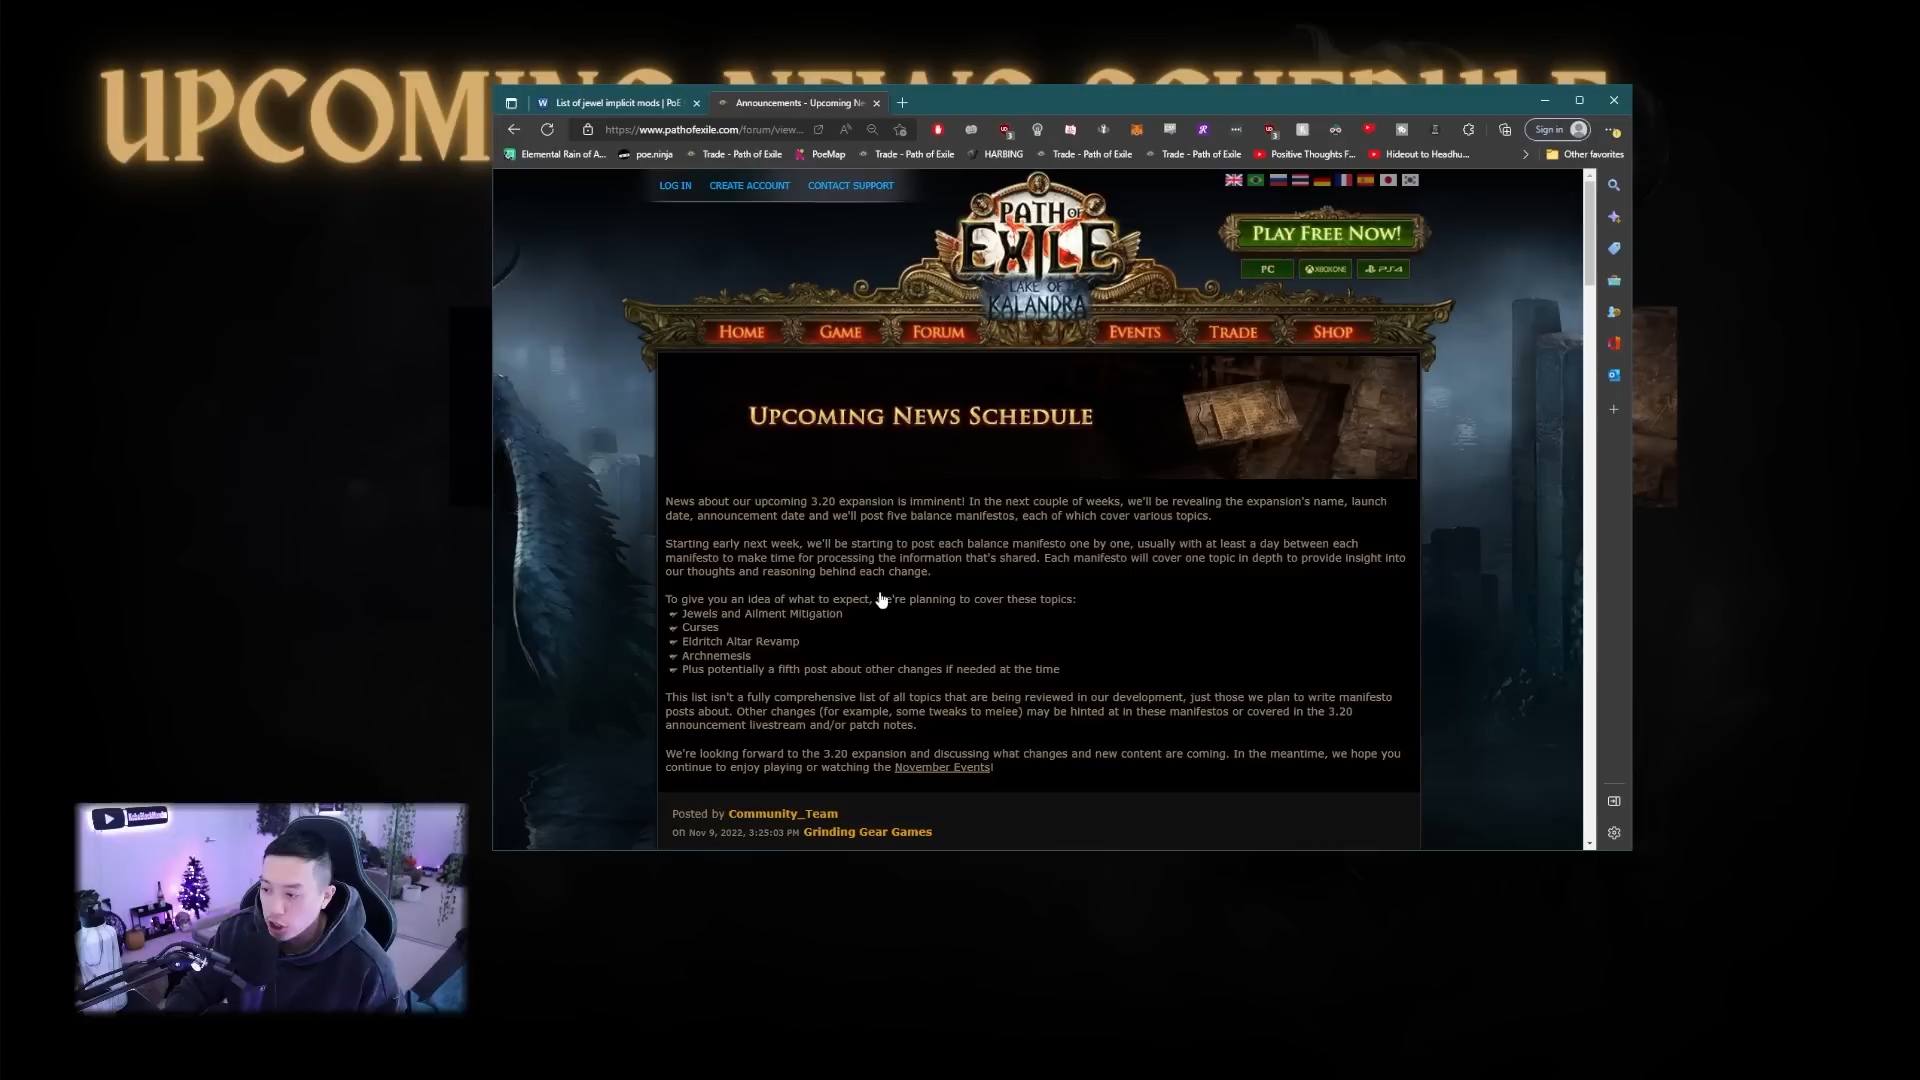 UPCOMING NEWS SCHEDULE
List of jewel implicit mods | PoE
Announcements - Upcoming Ne
https://www.pathofexile.com/forum/view...
Sign in
Elemental Rain of A...
poe.ninja
Trade - Path of Exile
PoeMap
Trade - Path of Exile
HARBING
Trade - Path of Exile
Trade - Path of Exile
Positive Thoughts F...
Hideout to Headhu...
Other favorites
LOG IN CREATE ACCOUNT CONTACT SUPPORT
PATH OF
EXILE
LAKE OF
KALANDRA
PLAY FREE NOW!
PC XBOX ONE PS4
HOME GAME FORUM EVENTS TRADE SHOP
UPCOMING NEWS SCHEDULE
News about our upcoming 3.20 expansion is imminent! In the next couple of weeks, we'll be revealing the expansion's name, launch
date, announcement date and we'll post five balance manifestos, each of which cover various topics.
Starting early next week, we'll be starting to post each balance manifesto one by one, usually with at least a day between each
manifesto to make time for processing the information that's shared. Each manifesto will cover one topic in depth to provide insight into
our thoughts and reasoning behind each change.
To give you an idea of what to expect, we're planning to cover these topics:
Jewels and Ailment Mitigation
Curses
Eldritch Altar Revamp
Archnemesis
Plus potentially a fifth post about other changes if needed at the time
This list isn't a fully comprehensive list of all topics that are being reviewed in our development, just those we plan to write manifesto
posts about. Other changes (for example, some tweaks to melee) may be hinted at in these manifestos or covered in the 3.20
announcement livestream and/or patch notes.
We're looking forward to the 3.20 expansion and discussing what changes and new content are coming. In the meantime, we hope you
continue to enjoy playing or watching the November Events!
Posted by Community_Team
on Nov 9, 2022, 3:25:03 PM Grinding Gear Games